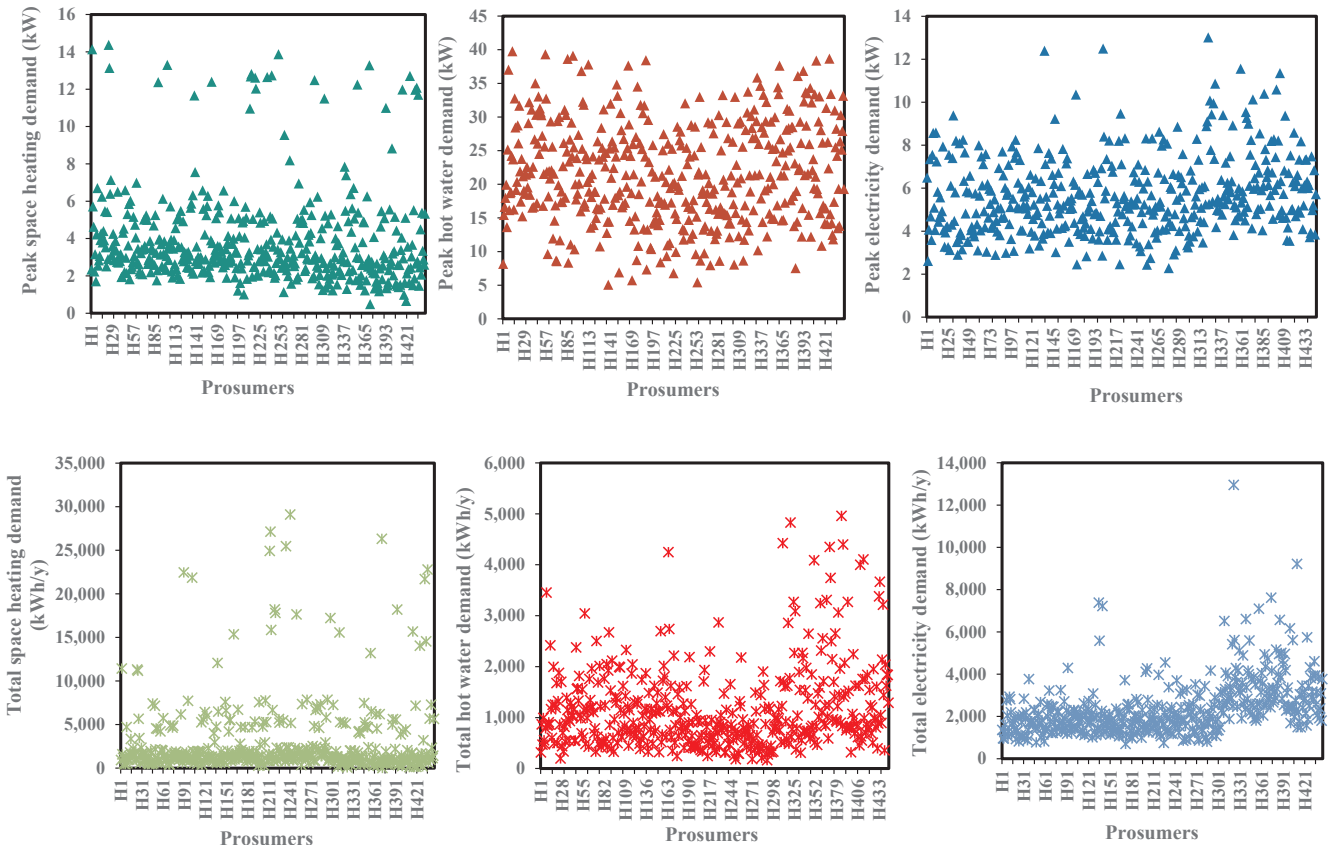 Peak space heating demand (kW)
16
14
12
10
8
6
4
2
0
H1
H29
H57
H85
H113
H141
H169
H197
H225
H253
H281
H309
H337
H365
H393
H421
Prosumers
Peak hot water demand (kW)
45
40
35
30
25
20
15
10
5
0
H1
H29
H57
H85
H113
H141
H169
H197
H225
H253
H281
H309
H337
H365
H393
H421
Prosumers
Peak electricity demand (kW)
14
12
10
8
6
4
2
0
H1
H25
H49
H73
H97
H121
H145
H169
H193
H217
H241
H265
H289
H313
H337
H361
H385
H409
H433
Prosumers
Total space heating demand
(kWh/y)
35,000
30,000
25,000
20,000
15,000
10,000
5,000
0
H1
H31
H61
H91
H121
H151
H181
H211
H241
H271
H301
H331
H361
H391
H421
Prosumers
Total hot water demand (kWh/y)
6,000
5,000
4,000
3,000
2,000
1,000
0
H1
H28
H55
H82
H109
H136
H163
H190
H217
H244
H271
H298
H325
H352
H379
H406
H433
Prosumers
Total electricity demand (kWh/y)
14,000
12,000
10,000
8,000
6,000
4,000
2,000
0
H1
H31
H61
H91
H121
H151
H181
H211
H241
H271
H301
H331
H361
H391
H421
Prosumers